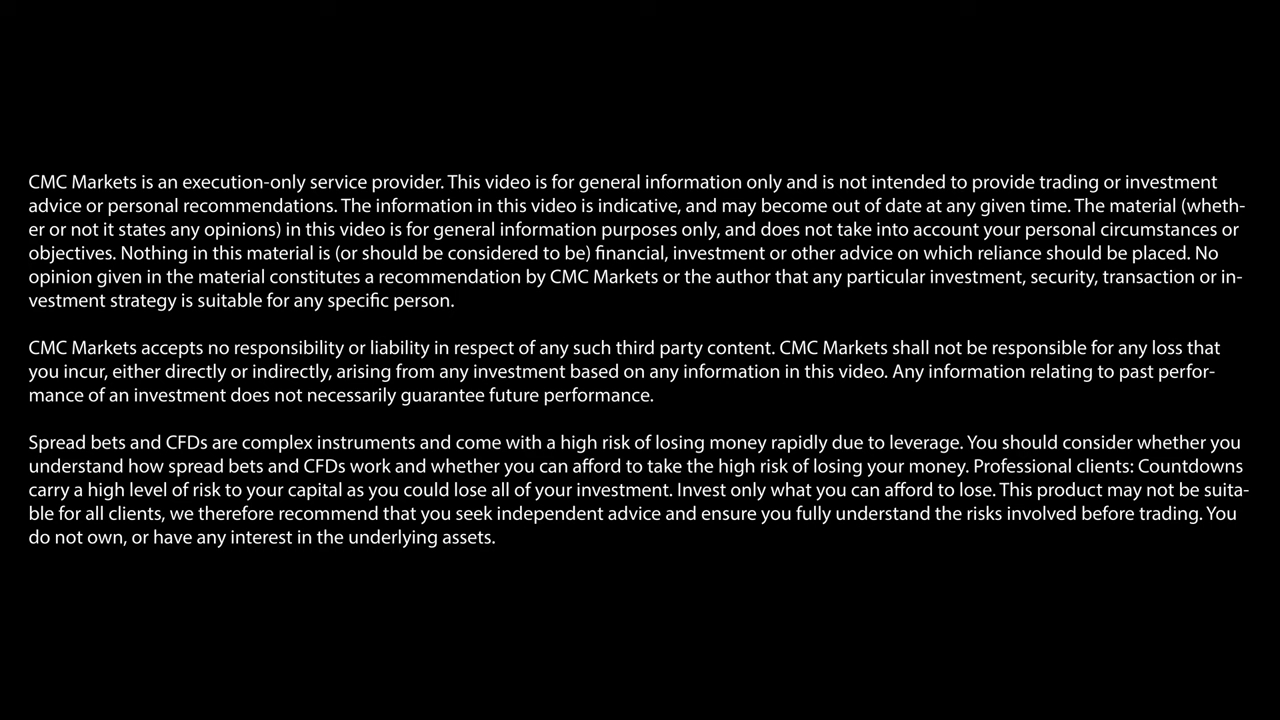 CMC Markets is an execution-only service provider. This video is for general information only and is not intended to provide trading or investment
advice or personal recommendations. The information in this video is indicative, and may become out of date at any given time. The material (wheth-
er or not it states any opinions) in this video is for general information purposes only, and does not take into account your personal circumstances or
objectives. Nothing in this material is (or should be considered to be) financial, investment or other advice on which reliance should be placed. No
opinion given in the material constitutes a recommendation by CMC Markets or the author that any particular investment, security, transaction or in-
vestment strategy is suitable for any specific person.
CMC Markets accepts no responsibility or liability in respect of any such third party content. CMC Markets shall not be responsible for any loss that
you incur, either directly or indirectly, arising from any investment based on any information in this video. Any information relating to past perfor-
mance of an investment does not necessarily guarantee future performance.
Spread bets and CFDs are complex instruments and come with a high risk of losing money rapidly due to leverage. You should consider whether you
understand how spread bets and CFDs work and whether you can afford to take the high risk of losing your money. Professional clients: Countdowns
carry a high level of risk to your capital as you could lose all of your investment. Invest only what you can afford to lose. This product may not be suita-
ble for all clients, we therefore recommend that you seek independent advice and ensure you fully understand the risks involved before trading. You
do not own, or have any interest in the underlying assets.